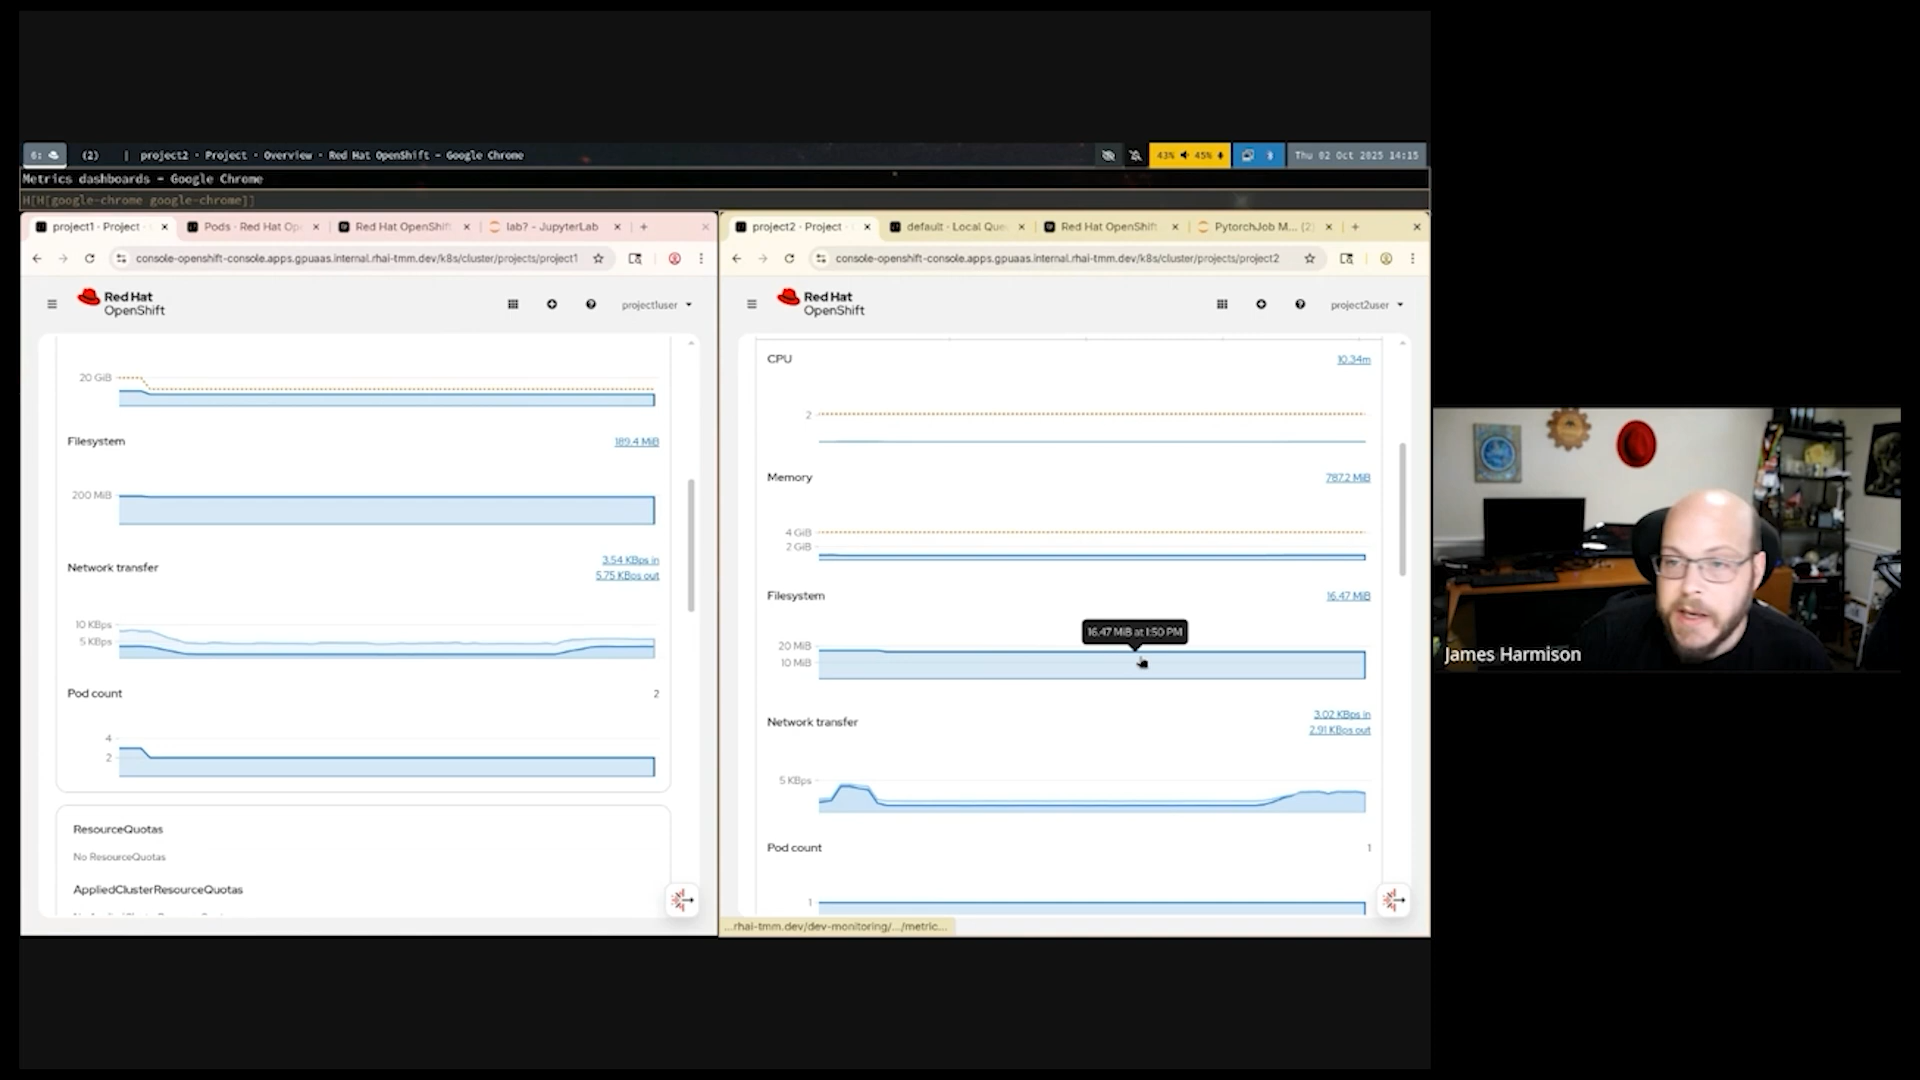 6:
(2) | project2 · Project · Overview · Red Hat OpenShift - Google Chrome
43% 45%
Thu 02 Oct 2025 14:15
Metrics dashboards - Google Chrome
H[H[google-chrome google-chrome]]
project1 · Project ·
Pods · Red Hat Op
Red Hat OpenShift
lab? - JupyterLab
console-openshift-console.apps.gpuaas.internal.rhai-tmm.dev/k8s/cluster/projects/project1
Red Hat
OpenShift
project1user
20 GiB
Filesystem
189.4 MiB
200 MiB
Network transfer
3.54 KBps in
5.75 KBps out
10 KBps
5 KBps
Pod count
2
4
2
ResourceQuotas
No ResourceQuotas
AppliedClusterResourceQuotas
project2 · Project ·
default · Local Que
Red Hat OpenShift
PytorchJob M... (2)
console-openshift-console.apps.gpuaas.internal.rhai-tmm.dev/k8s/cluster/projects/project2
Red Hat
OpenShift
project2user
CPU
10.34m
2
Memory
787.2 MiB
4 GiB
2 GiB
Filesystem
16.47 MiB
16.47 MiB at 1:50 PM
20 MiB
10 MiB
Network transfer
3.02 KBps in
2.91 KBps out
5 KBps
Pod count
1
1
...rhai-tmm.dev/dev-monitoring/.../metric...
James Harmison